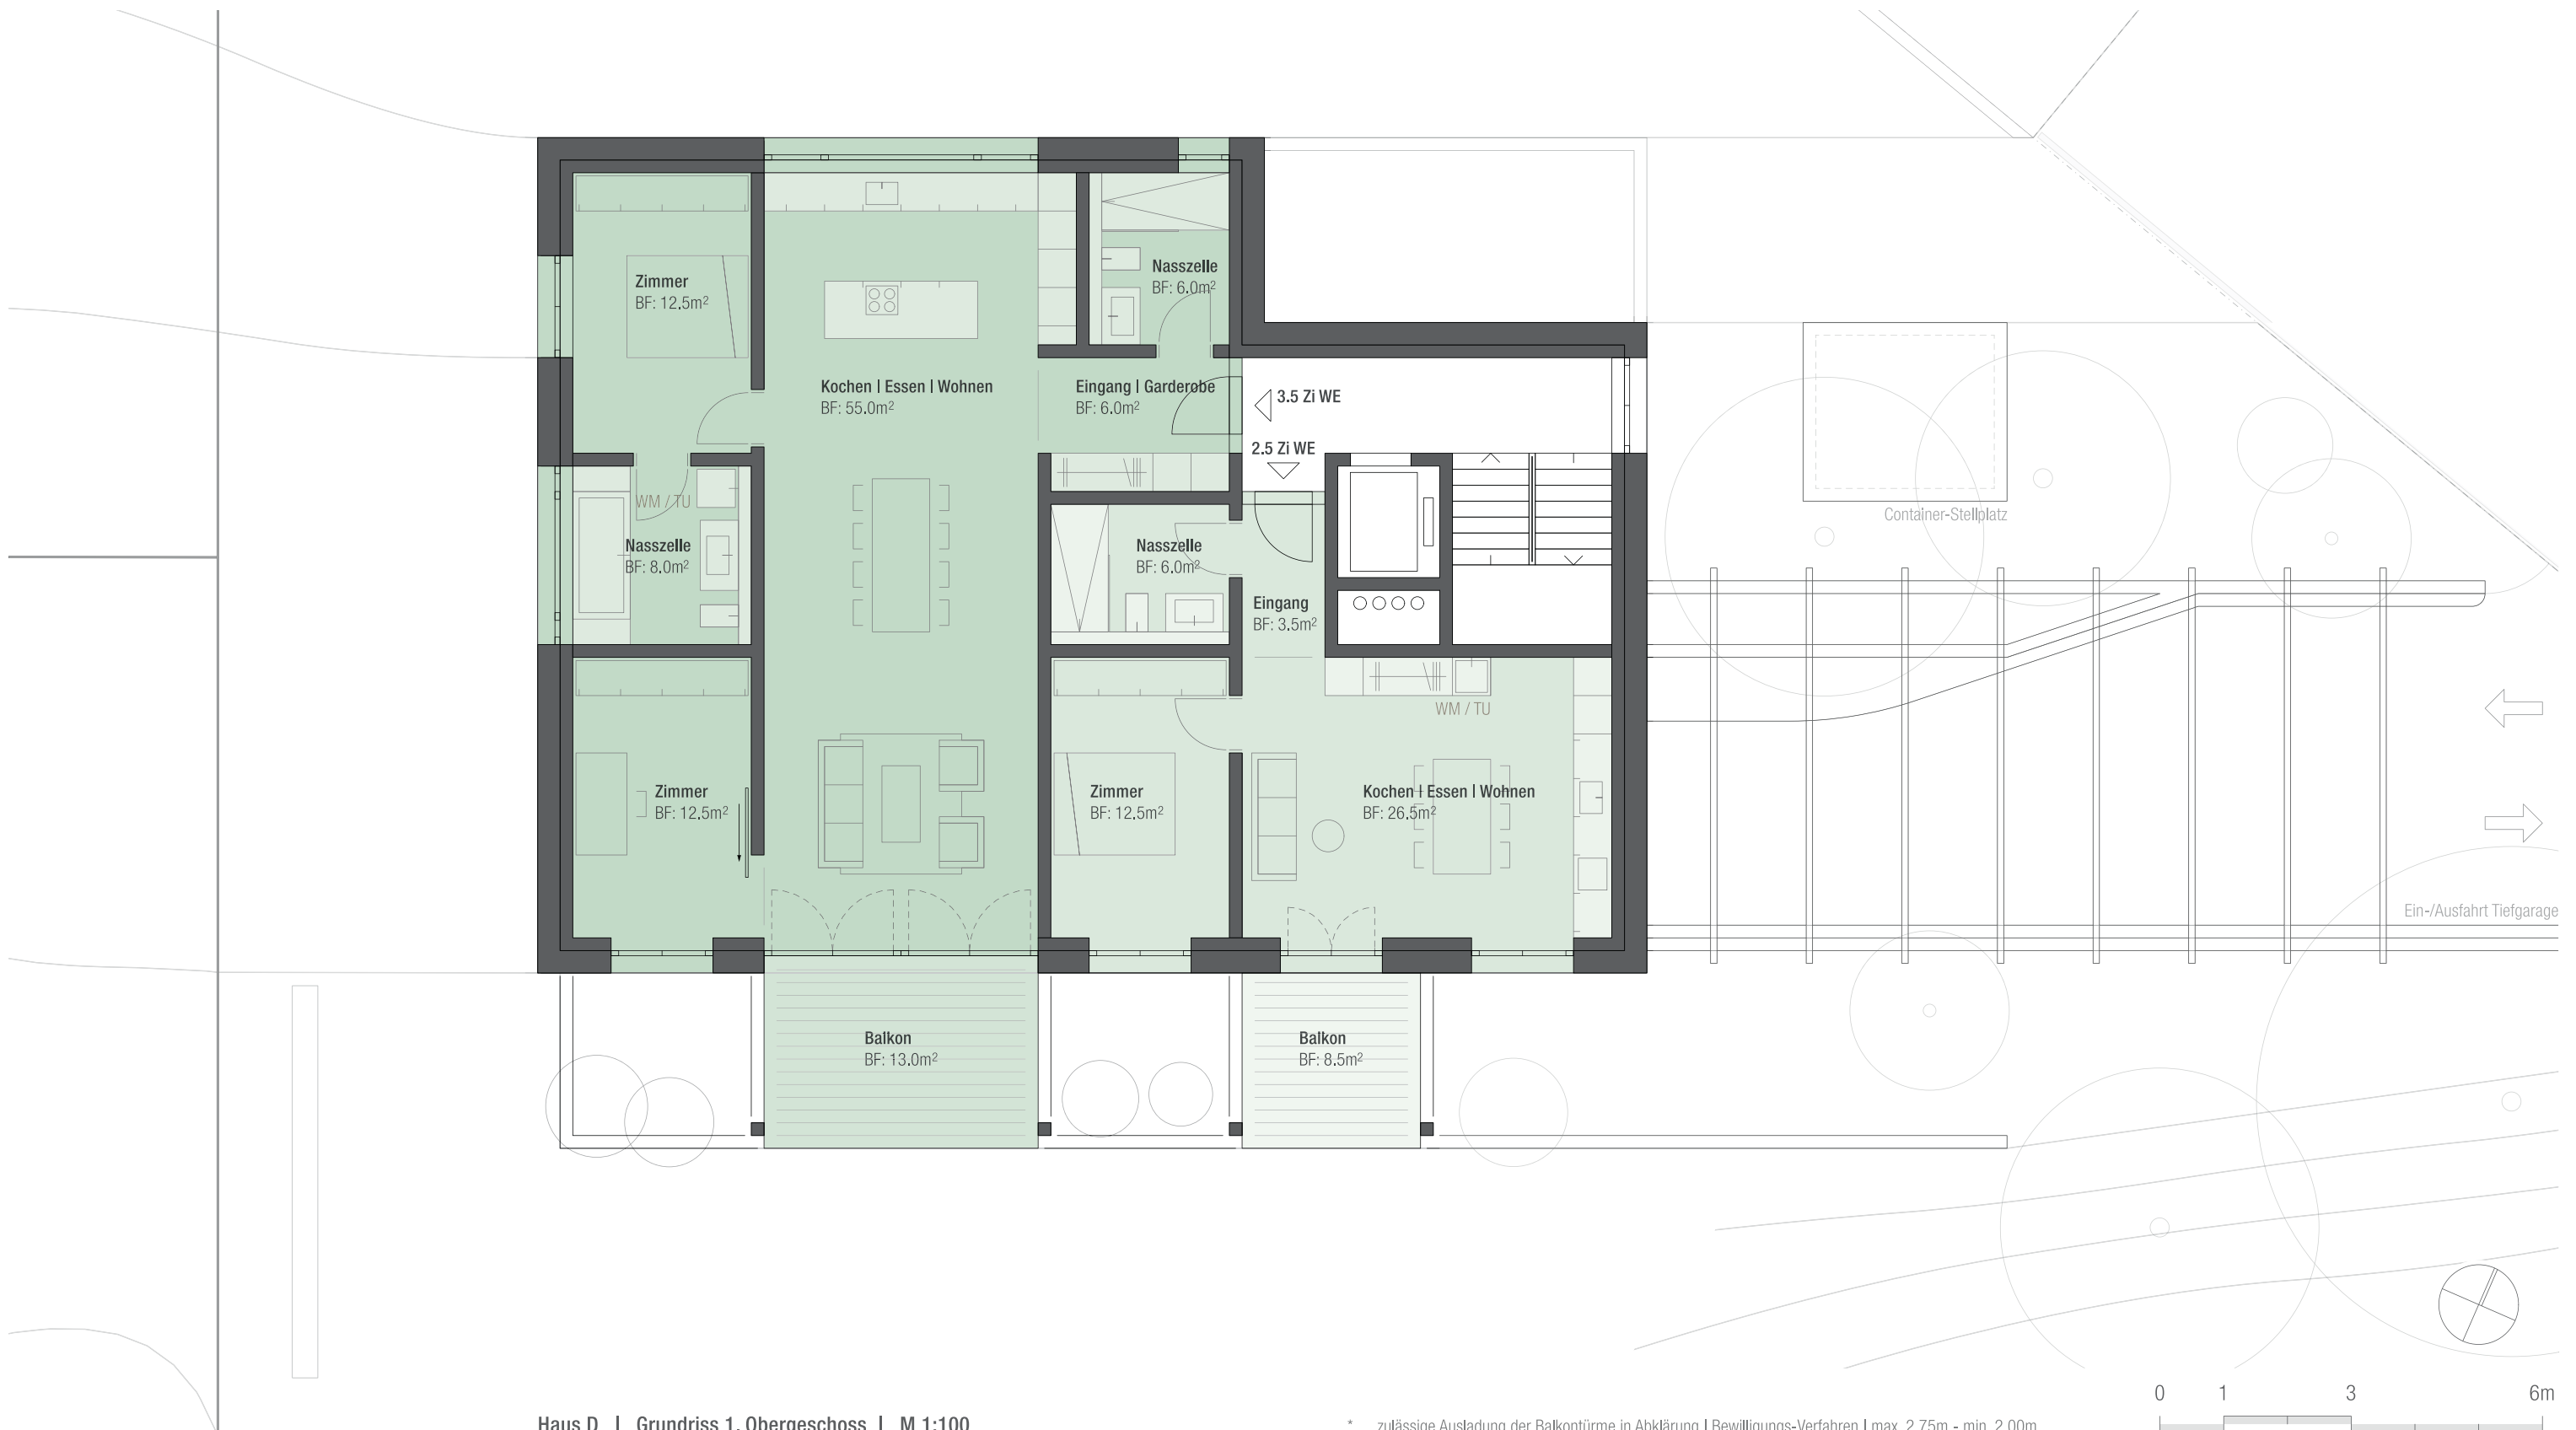 Zimmer
BF: 12.5m²
Nasszelle
BF: 6.0m²
Kochen | Essen | Wohnen
BF: 55.0m²
Eingang | Garderobe
BF: 6.0m²
3.5 Zi WE
2.5 Zi WE
WM / TU
Nasszelle
BF: 8.0m²
Nasszelle
BF: 6.0m²
Eingang
BF: 3.5m²
Container-Stellplatz
WM / TU
Zimmer
BF: 12.5m²
Zimmer
BF: 12.5m²
Kochen | Essen | Wohnen
BF: 26.5m²
Ein-/Ausfahrt Tiefgarage
Balkon
BF: 13.0m²
Balkon
BF: 8.5m²
0 1 3 6m
Haus D | Grundriss 1. Obergeschoss | M 1:100
* zulässige Ausladung der Balkontürme in Abklärung | Bewilligungs-Verfahren | max. 2.75m - min. 2.00m